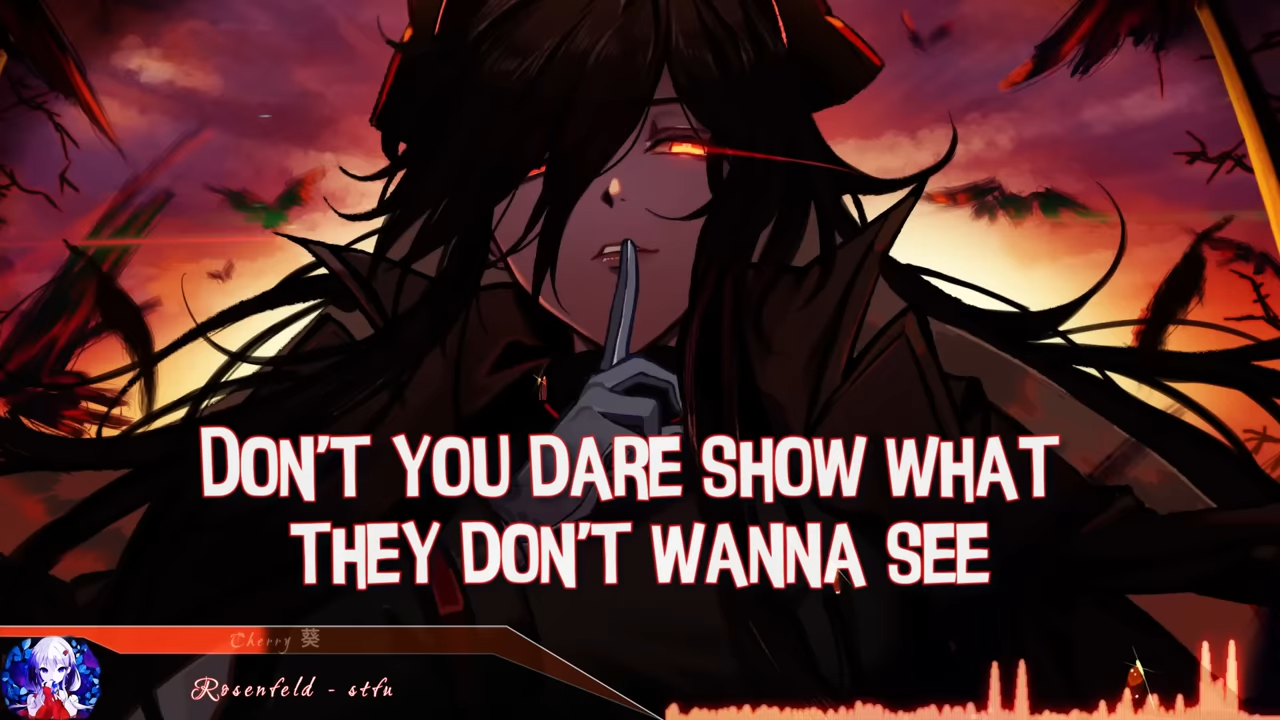 Don't you dare show what
they don't wanna see
Cherry 葵
Rosenfeld - stfu